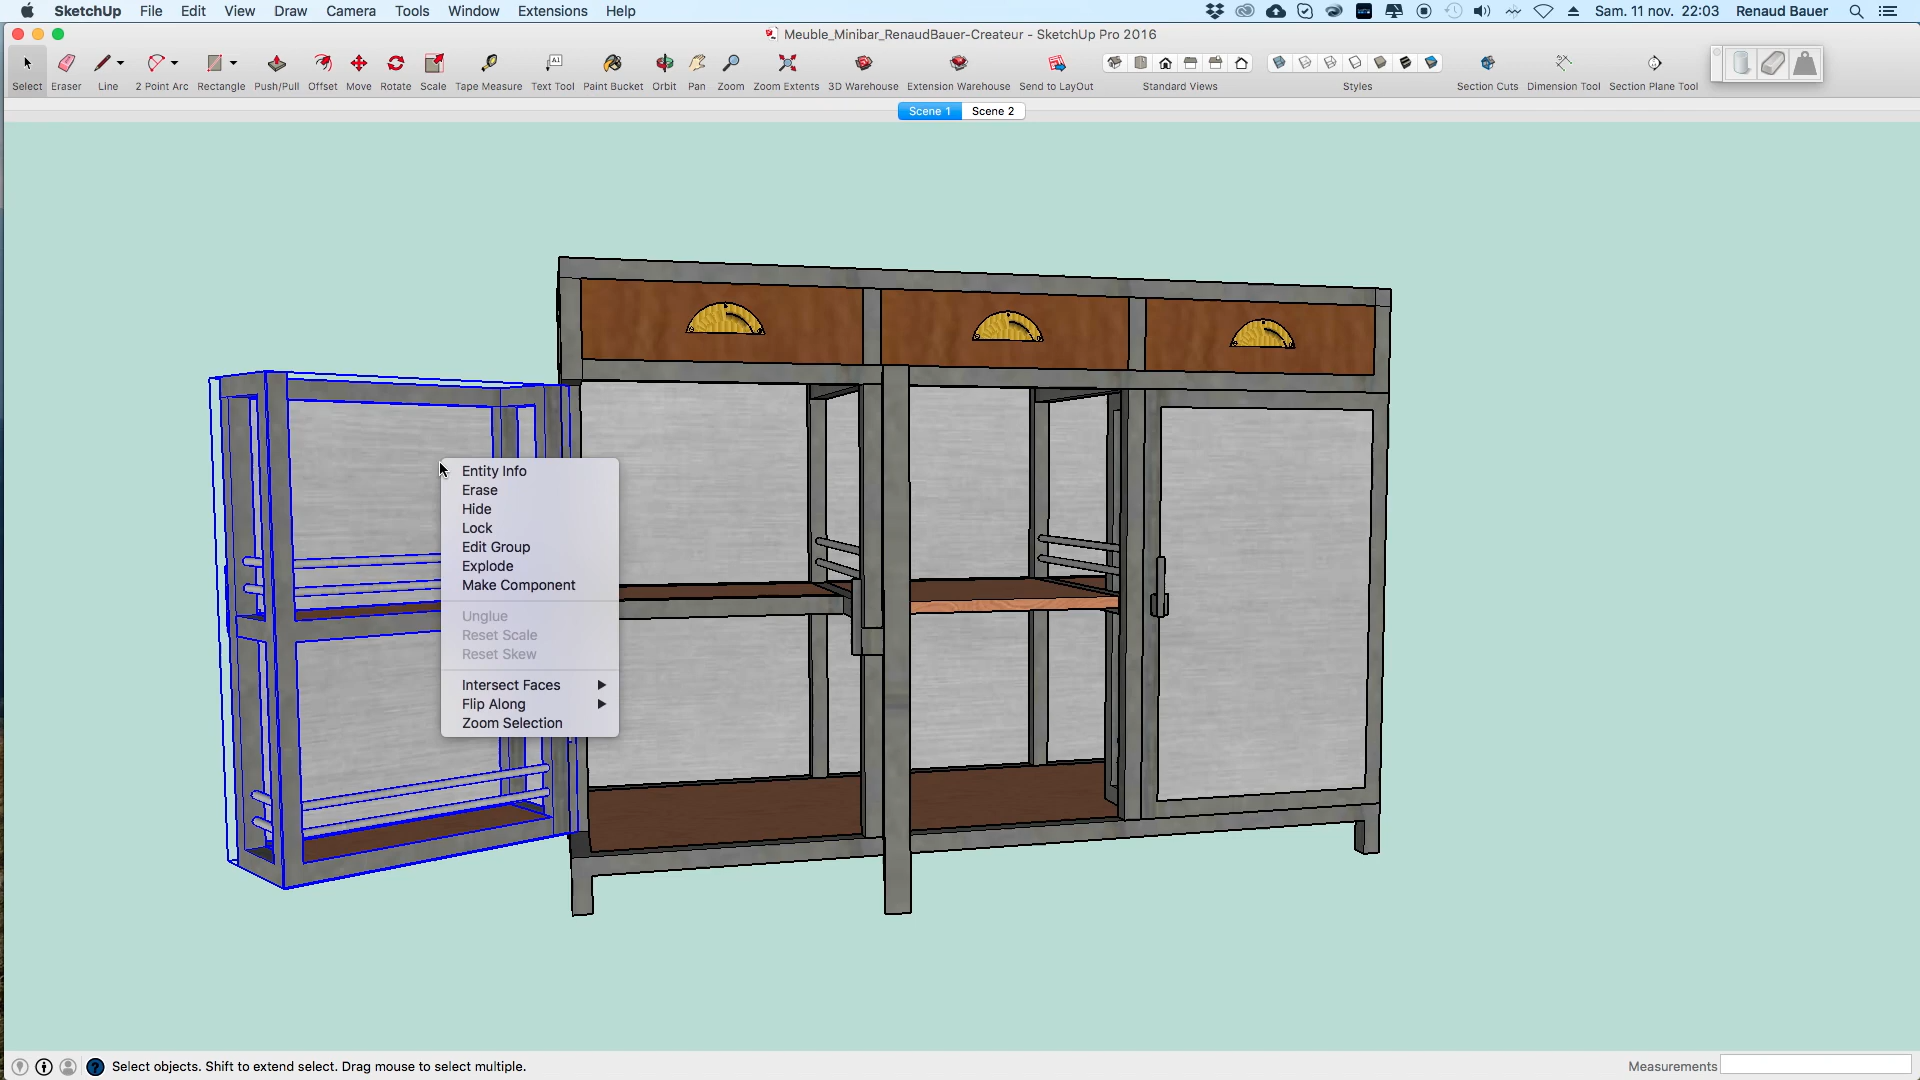 SketchUp File Edit View Draw Camera Tools Window Extensions Help Sam. 11 nov. 22:03 Renaud Bauer
Meuble_Minibar_RenaudBauer-Createur - SketchUp Pro 2016
A1
Select Eraser Line 2 Point Arc Rectangle Push/Pull Offset Move Rotate Scale Tape Measure Text Tool Paint Bucket Orbit Pan Zoom Zoom Extents 3D Warehouse Extension Warehouse Send to LayOut Standard Views Styles Section Cuts Dimension Tool Section Plane Tool
Scene 1 Scene 2
Entity Info
Erase
Hide
Lock
Edit Group
Explode
Make Component
Unglue
Reset Scale
Reset Skew
Intersect Faces
Flip Along
Zoom Selection
Select objects. Shift to extend select. Drag mouse to select multiple. Measurements